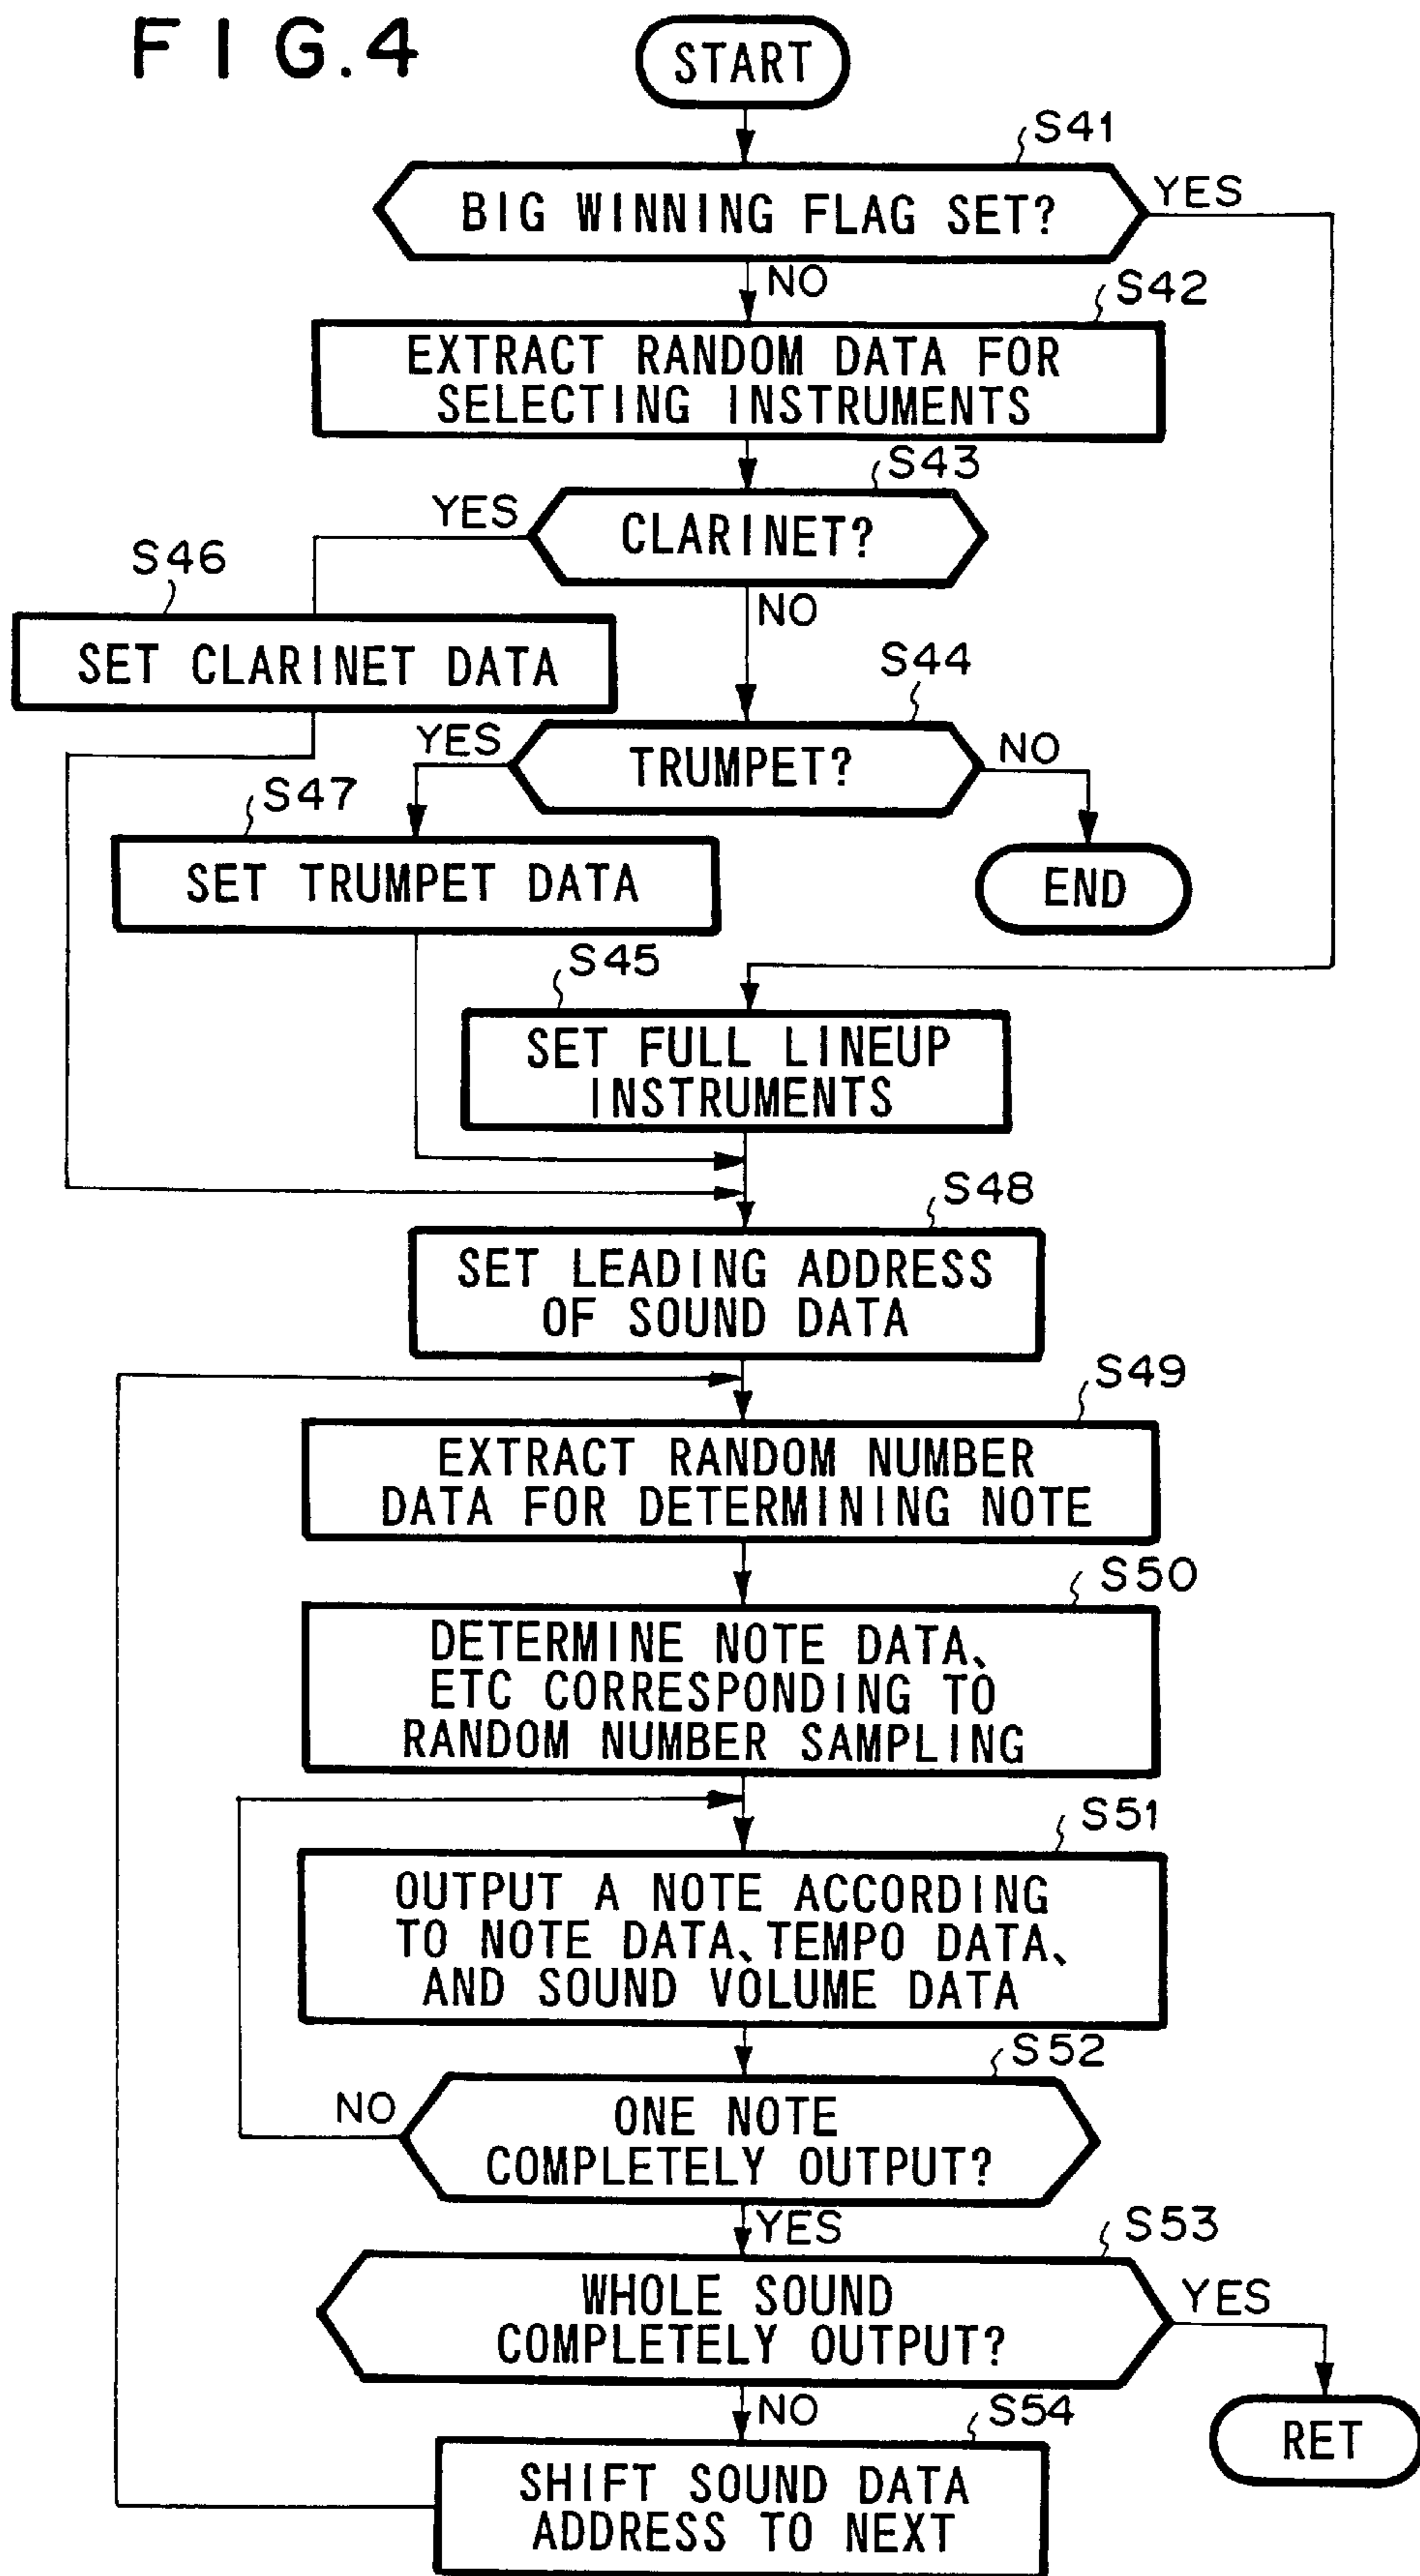 FIG.4
START
S41
BIG WINNING FLAG SET?
YES
NO
S42
EXTRACT RANDOM DATA FOR
SELECTING INSTRUMENTS
S43
YES
CLARINET?
S46
NO
SET CLARINET DATA
S44
YES
TRUMPET?
NO
S47
SET TRUMPET DATA
END
S45
SET FULL LINEUP
INSTRUMENTS
S48
SET LEADING ADDRESS
OF SOUND DATA
S49
EXTRACT RANDOM NUMBER
DATA FOR DETERMINING NOTE
S50
DETERMINE NOTE DATA、
ETC CORRESPONDING TO
RANDOM NUMBER SAMPLING
S51
OUTPUT A NOTE ACCORDING
TO NOTE DATA、TEMPO DATA、
AND SOUND VOLUME DATA
S52
NO
ONE NOTE
COMPLETELY OUTPUT?
YES
S53
WHOLE SOUND
COMPLETELY OUTPUT?
YES
NO
S54
RET
SHIFT SOUND DATA
ADDRESS TO NEXT